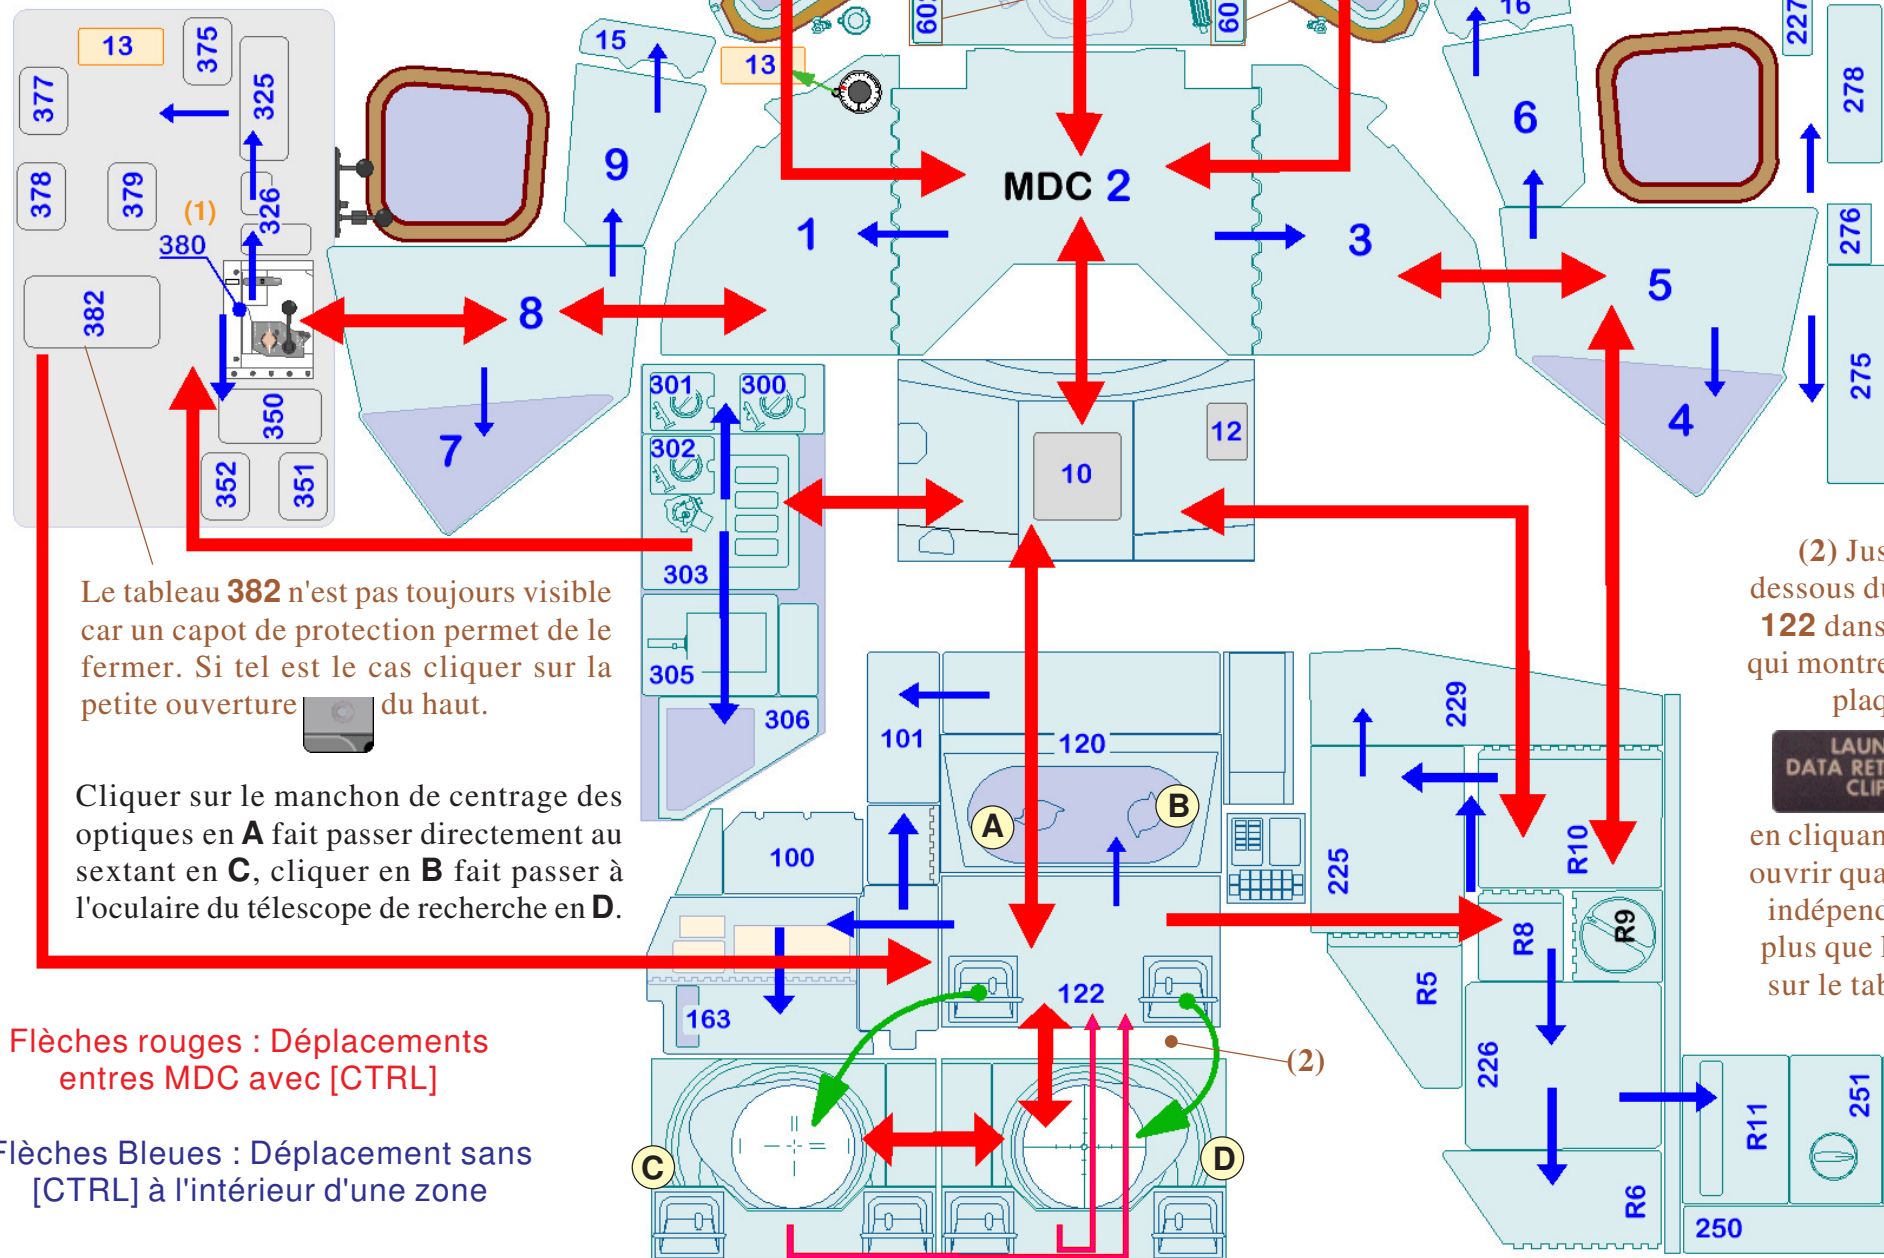 13
375
377
325
378
379
326
(1)
380
382
350
352
351
15
13
9
60
60
16
227
278
6
MDC 2
1
3
276
5
8
275
4
7
301
300
302
303
305
306
12
10
Le tableau 382 n'est pas toujours visible
car un capot de protection permet de le
fermer. Si tel est le cas cliquer sur la
petite ouverture du haut.
Cliquer sur le manchon de centrage des
optiques en A fait passer directement au
sextant en C, cliquer en B fait passer à
l'oculaire du télescope de recherche en D.
(2) Jus
dessous du
122 dans
qui montre
plaq
LAUN
DATA RET
CLIP
en cliquan
ouvrir qua
indépend
plus que l
sur le tab
101
120
A
B
100
163
122
(2)
229
225
R10
R8
R9
R5
226
R11
251
R6
250
C
D
Flèches rouges : Déplacements
entres MDC avec [CTRL]
Flèches Bleues : Déplacement sans
[CTRL] à l'intérieur d'une zone